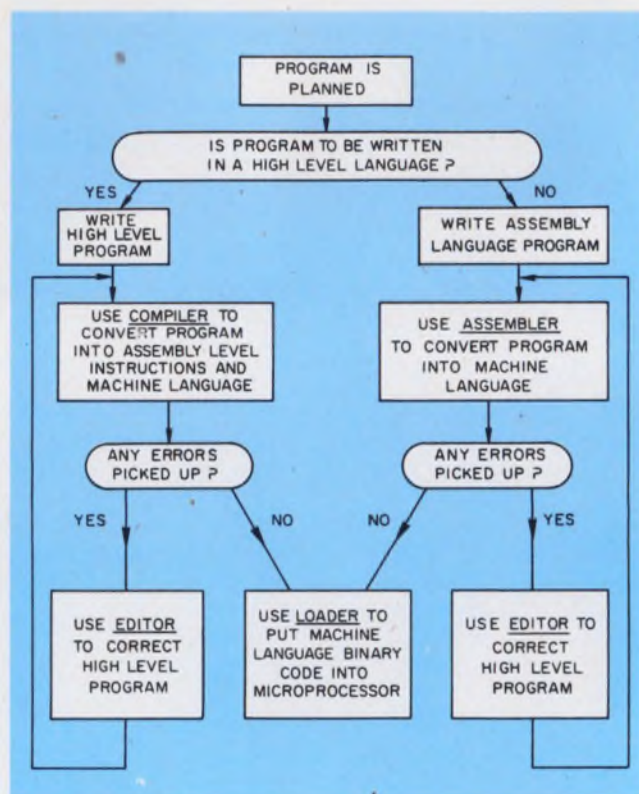 PROGRAM IS
PLANNED
IS PROGRAM TO BE WRITTEN
IN A HIGH LEVEL LANGUAGE ?
YES
NO
WRITE
HIGH LEVEL
PROGRAM
WRITE ASSEMBLY
LANGUAGE PROGRAM
USE COMPILER TO
CONVERT PROGRAM
INTO ASSEMBLY LEVEL
INSTRUCTIONS AND
MACHINE LANGUAGE
USE ASSEMBLER
TO CONVERT PROGRAM
INTO MACHINE
LANGUAGE
ANY ERRORS
PICKED UP ?
ANY ERRORS
PICKED UP ?
YES
NO
NO
YES
USE EDITOR
TO CORRECT
HIGH LEVEL
PROGRAM
USE LOADER TO
PUT MACHINE
LANGUAGE BINARY
CODE INTO
MICROPROCESSOR
USE EDITOR TO
CORRECT
HIGH LEVEL
PROGRAM